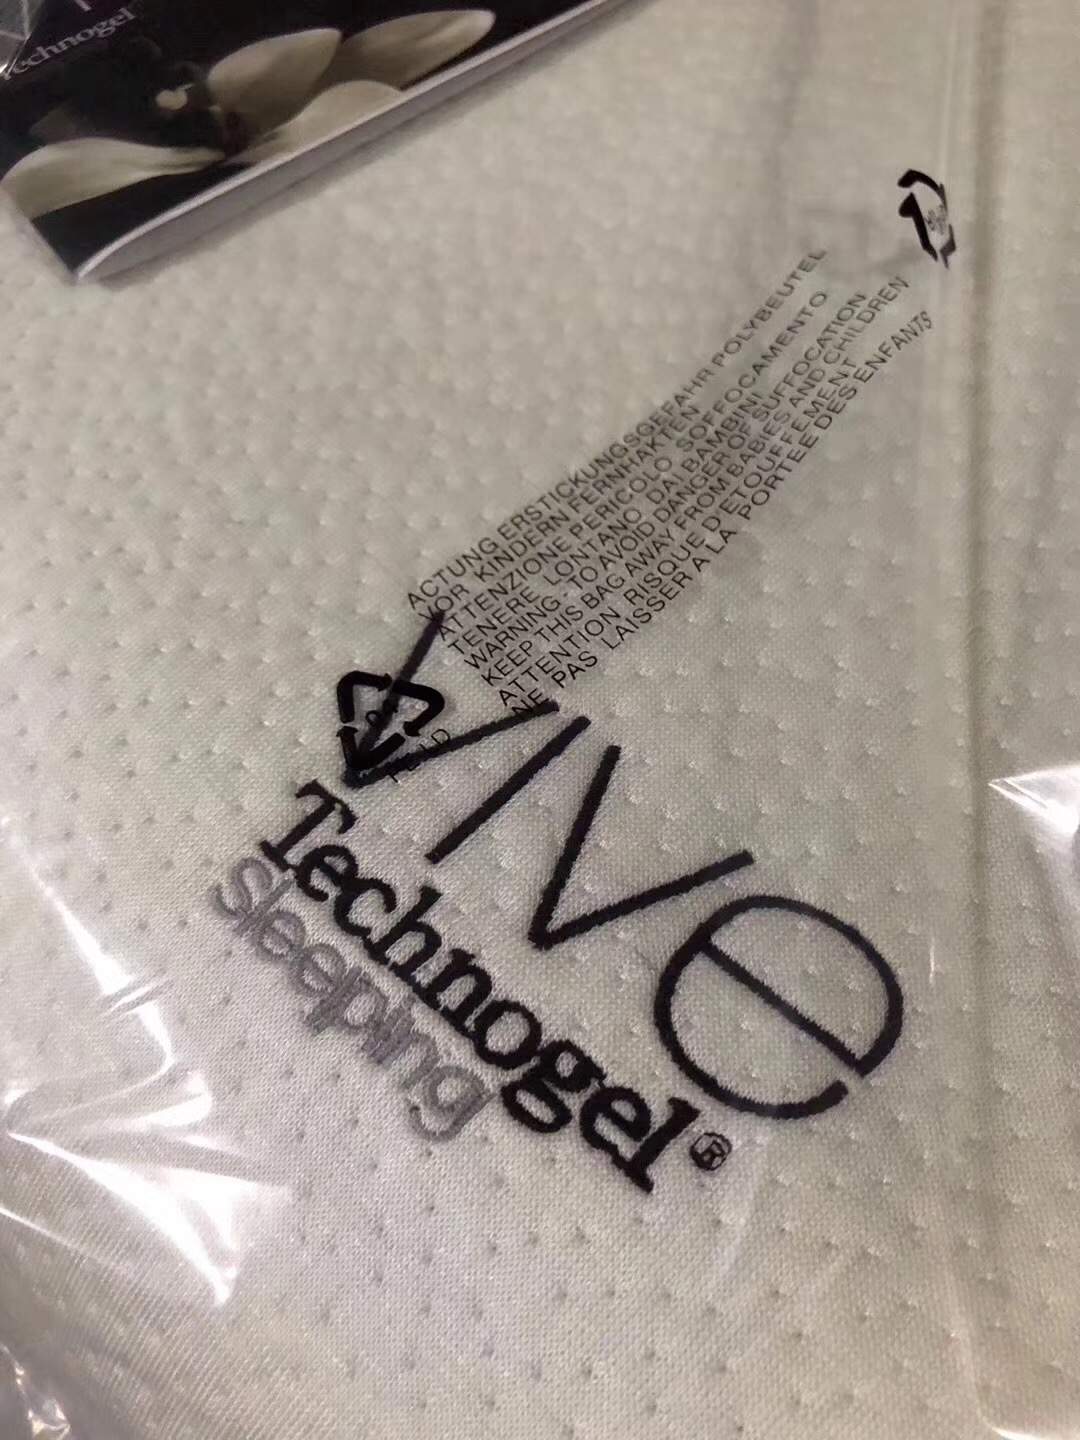 Technogel
ACTUNG ERSTICKUNGSGEFAHR POLYBEUTEL
VOR KINDERN FERNHAKTEN
ATTENZIONE PERICOLO SOFFOCAMENTO
TENERE LONTANO DAI BAMBINI
WARNING. TO AVOID DANGER OF SUFFOCATION
KEEP THIS BAG AWAY FROM BABIES AND CHILDREN
ATTENTION RISQUE D'ETOUFFEMENT
NE PAS LAISSER A LA PORTEE DES ENFANTS
04
VIVE
Technogel®
sleeping